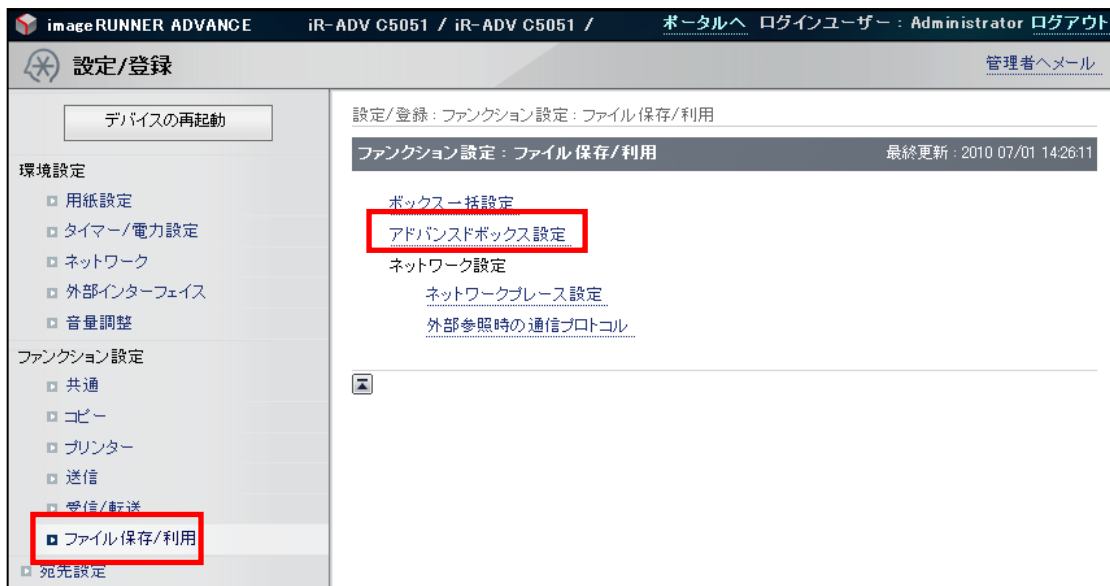 imageRUNNER ADVANCE iR-ADV C5051 / iR-ADV C5051 / ポータルへ ログインユーザー : Administrator ログアウト
設定/登録 管理者へメール
デバイスの再起動
環境設定
用紙設定
タイマー/電力設定
ネットワーク
外部インターフェイス
音量調整
ファンクション設定
共通
コピー
プリンター
送信
受信/転送
ファイル保存/利用
宛先設定
設定/登録 : ファンクション設定 : ファイル保存/利用
ファンクション設定 : ファイル保存/利用 最終更新 : 2010 07/01 14:26:11
ボックス一括設定
アドバンスドボックス設定
ネットワーク設定
ネットワークプレース設定
外部参照時の通信プロトコル